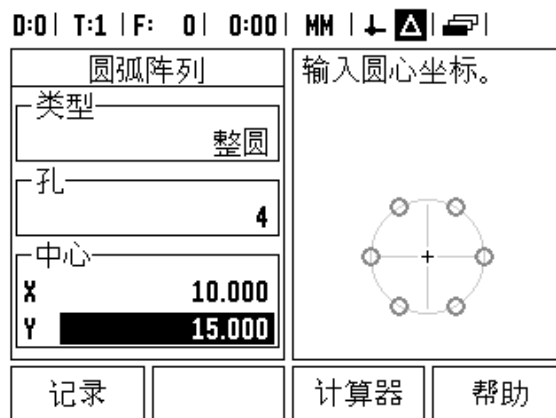 D:0 | T:1 | F: 0 | 0:00 | MM |
圆弧阵列
输入圆心坐标。
类型
整圆
孔
4
中心
X 10.000
Y 15.000
记录 计算器 帮助